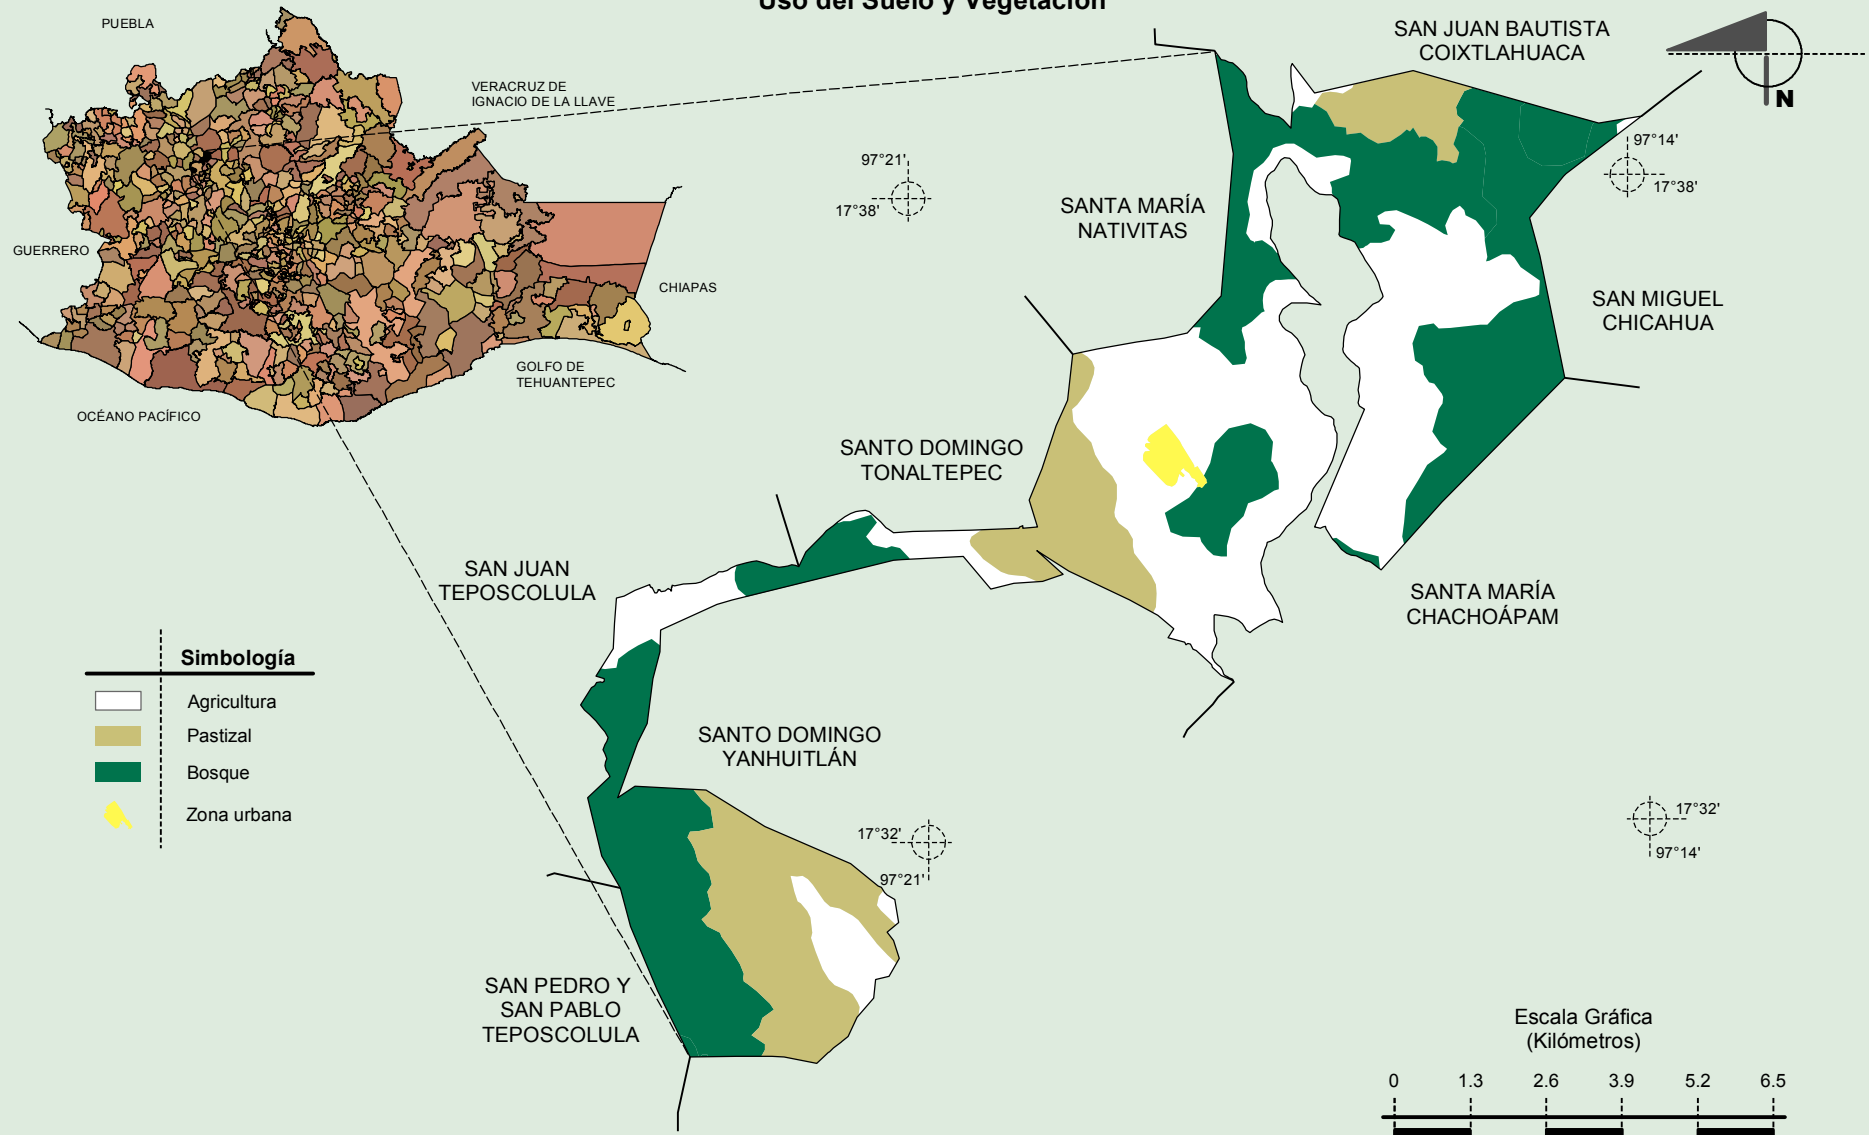 Uso del Suelo y Vegetación
PUEBLA
VERACRUZ DE
IGNACIO DE LA LLAVE
GUERRERO
CHIAPAS
GOLFO DE
TEHUANTEPEC
OCÉANO PACÍFICO
SAN JUAN BAUTISTA
COIXTLAHUACA
N
97°21'
17°38'
97°14'
17°38'
SANTA MARÍA
NATIVITAS
SAN MIGUEL
CHICAHUA
SANTO DOMINGO
TONALTEPEC
SAN JUAN
TEPOSCOLULA
SANTA MARÍA
CHACHOÁPAM
Simbología
Agricultura
Pastizal
Bosque
Zona urbana
SANTO DOMINGO
YANHUITLÁN
17°32'
97°21'
17°32'
97°14'
SAN PEDRO Y
SAN PABLO
TEPOSCOLULA
Escala Gráfica
(Kilómetros)
0 1.3 2.6 3.9 5.2 6.5